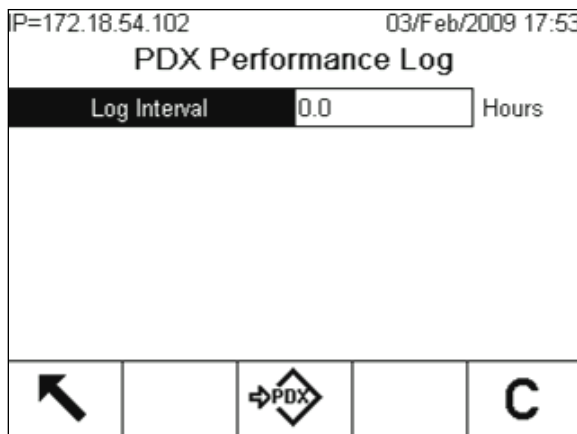 IP=172.18.54.102 03/Feb/2009 17:53
PDX Performance Log
Log Interval 0.0 Hours
PDX C